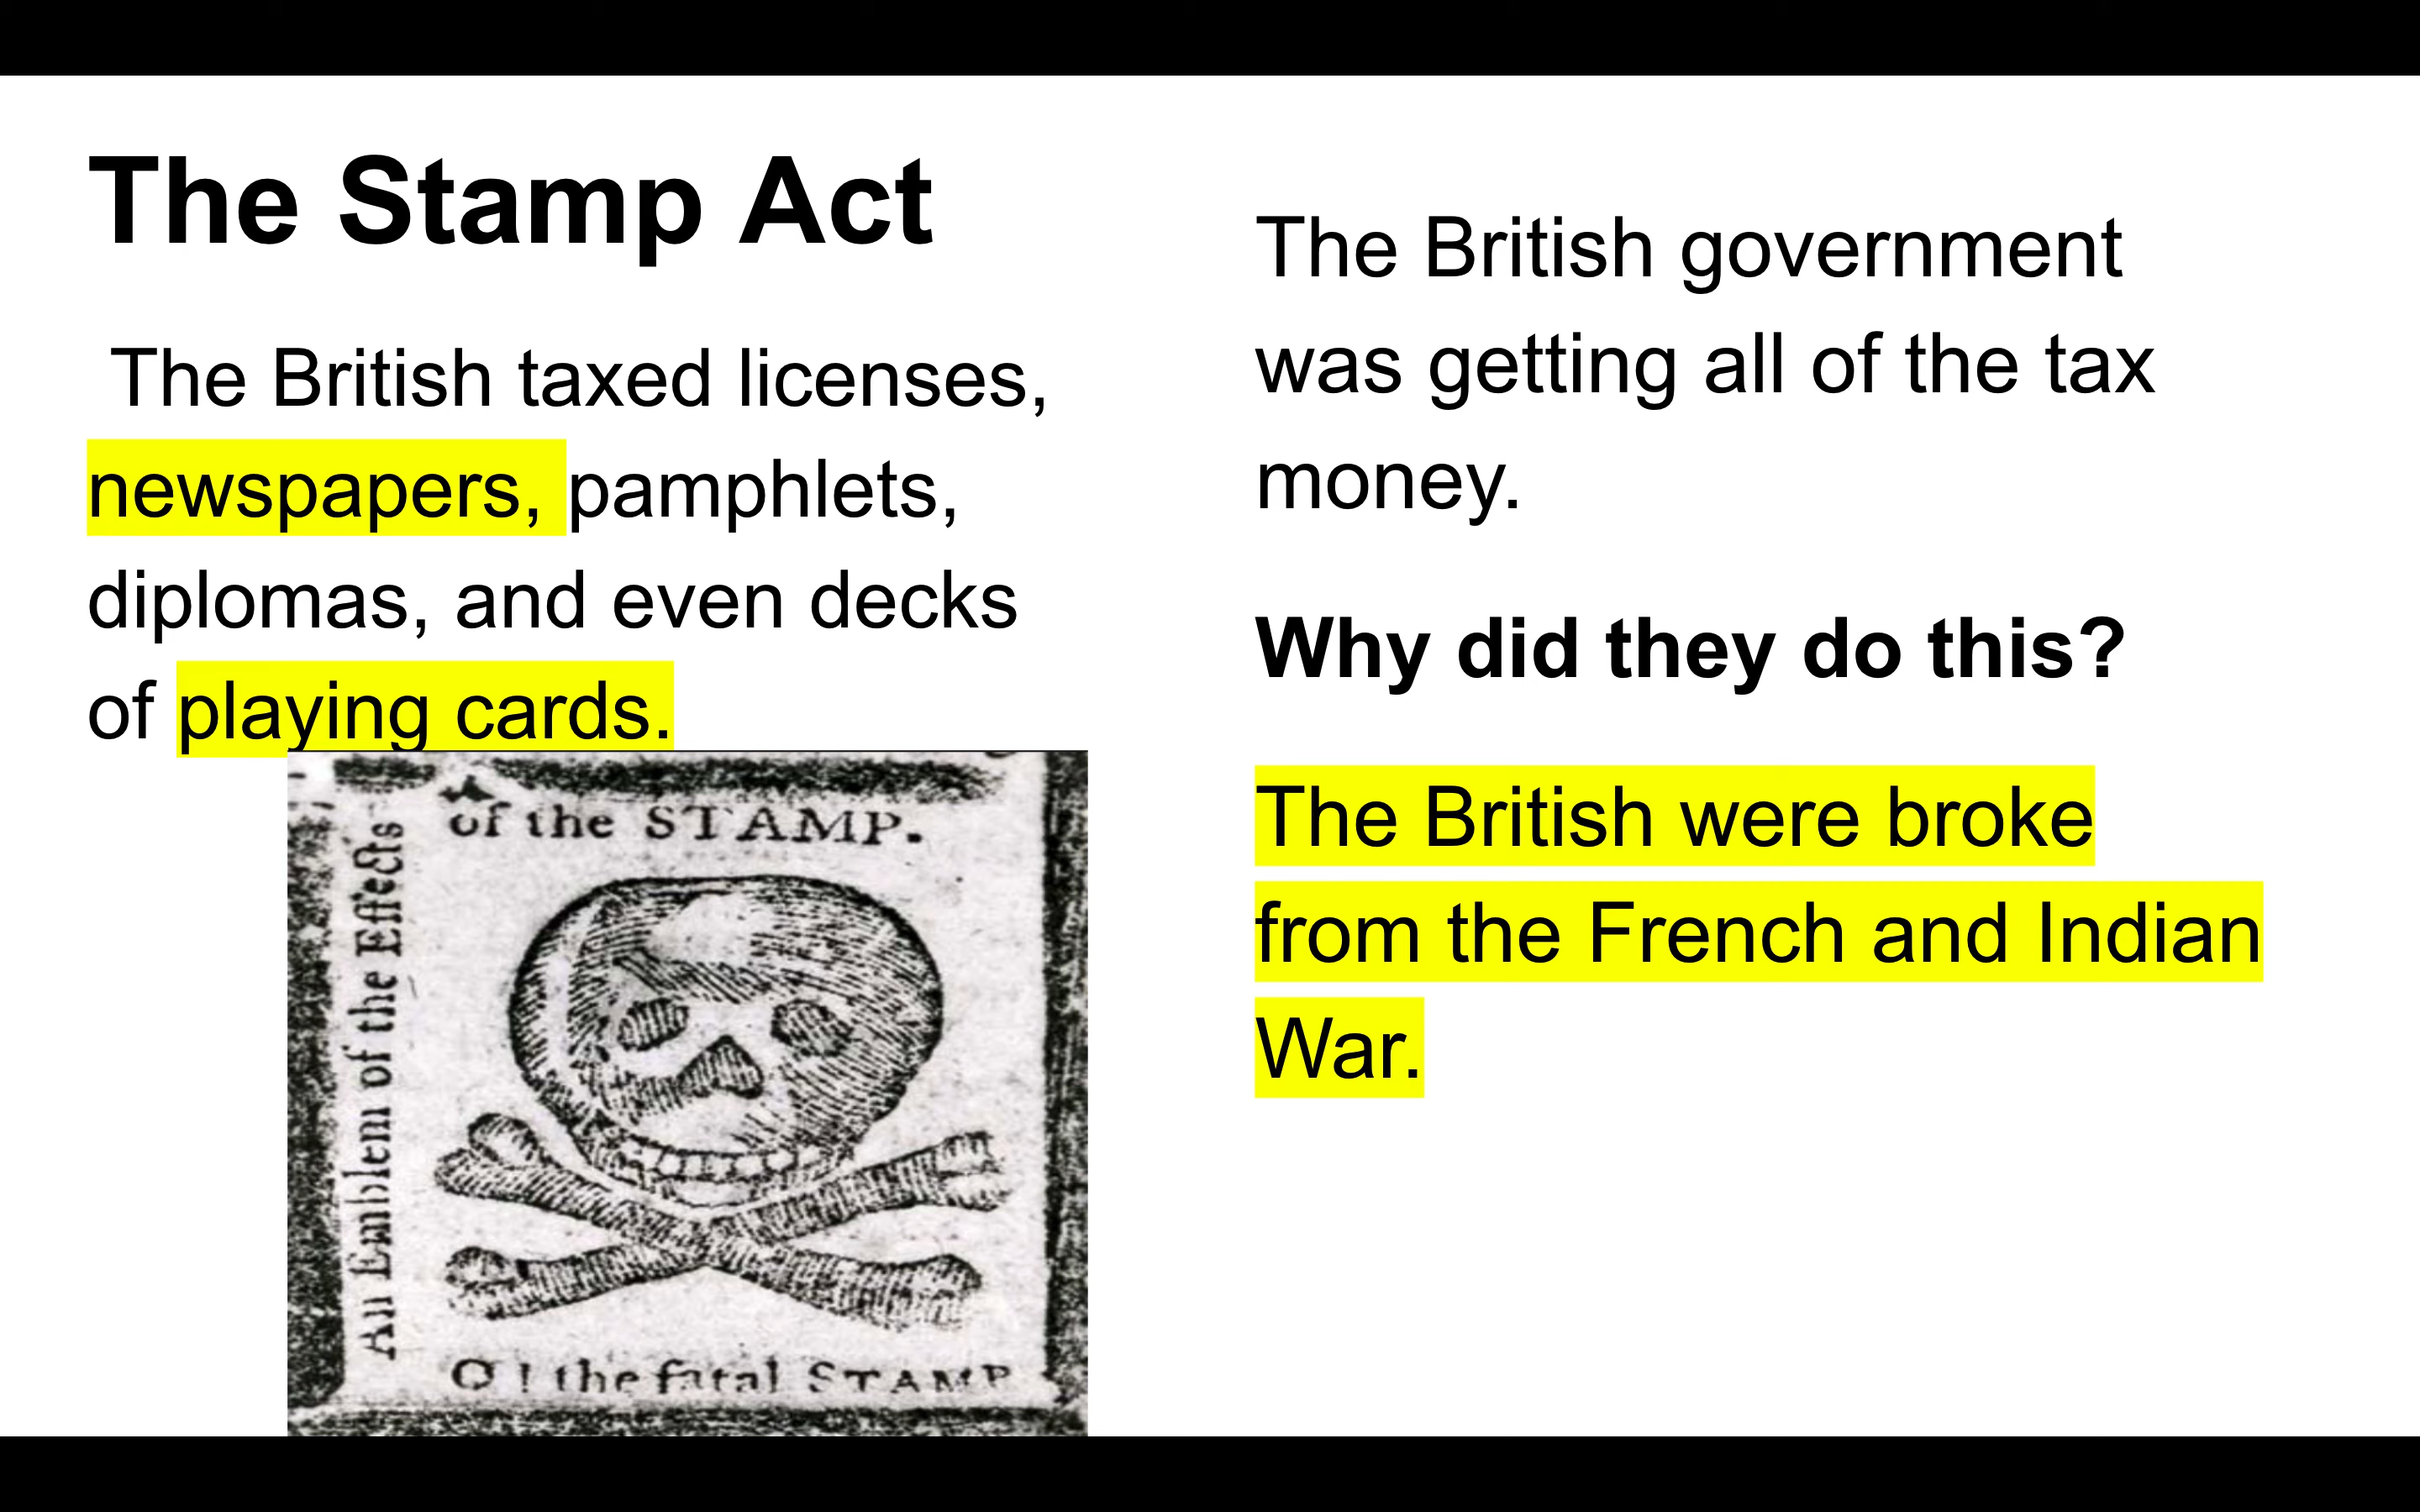 The Stamp Act
The British taxed licenses,
newspapers, pamphlets,
diplomas, and even decks
of playing cards.
An Emblem of the Effects
of the STAMP.
O! the fatal STAMP
The British government
was getting all of the tax
money.
Why did they do this?
The British were broke
from the French and Indian
War.